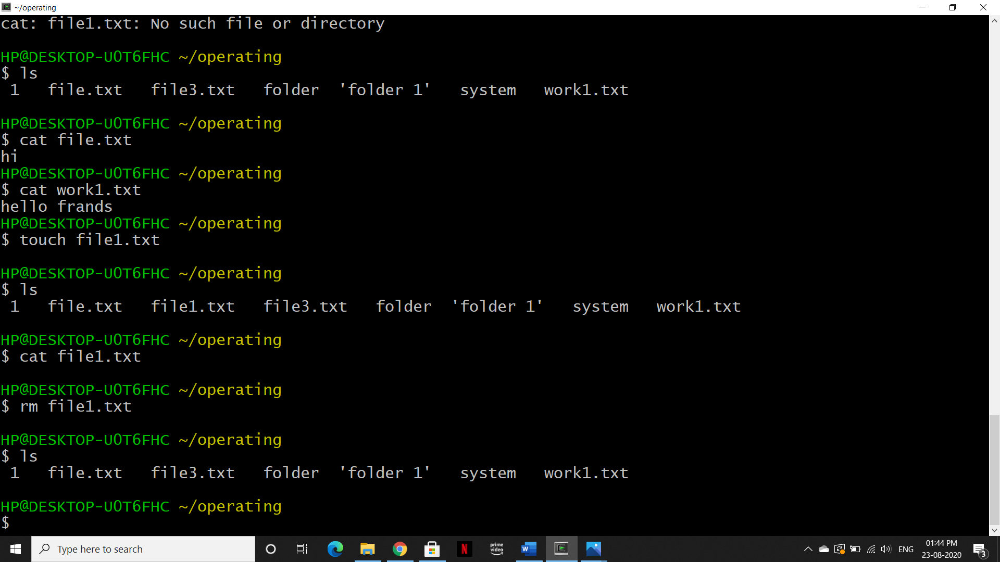 ~/operating
cat: file1.txt: No such file or directory
HP@DESKTOP-U0T6FHC ~/operating
$ ls
1   file.txt   file3.txt   folder  'folder 1'   system   work1.txt
HP@DESKTOP-U0T6FHC ~/operating
$ cat file.txt
hi
HP@DESKTOP-U0T6FHC ~/operating
$ cat work1.txt
hello frands
HP@DESKTOP-U0T6FHC ~/operating
$ touch file1.txt
HP@DESKTOP-U0T6FHC ~/operating
$ ls
1   file.txt   file1.txt   file3.txt   folder  'folder 1'   system   work1.txt
HP@DESKTOP-U0T6FHC ~/operating
$ cat file1.txt
HP@DESKTOP-U0T6FHC ~/operating
$ rm file1.txt
HP@DESKTOP-U0T6FHC ~/operating
$ ls
1   file.txt   file3.txt   folder  'folder 1'   system   work1.txt
HP@DESKTOP-U0T6FHC ~/operating
$
Type here to search
N
prime video
W
ENG
01:44 PM
23-08-2020
3